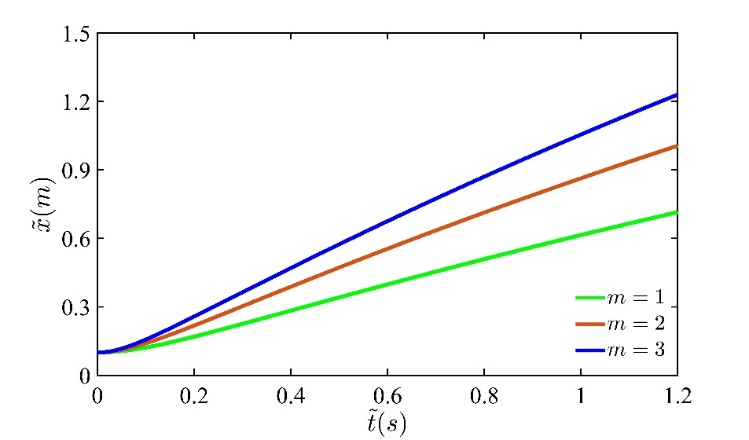 1.5
1.2
0.9
0.6
0.3
0
x̃(m)
m = 1
m = 2
m = 3
0 0.2 0.4 0.6 0.8 1 1.2
t̃(s)